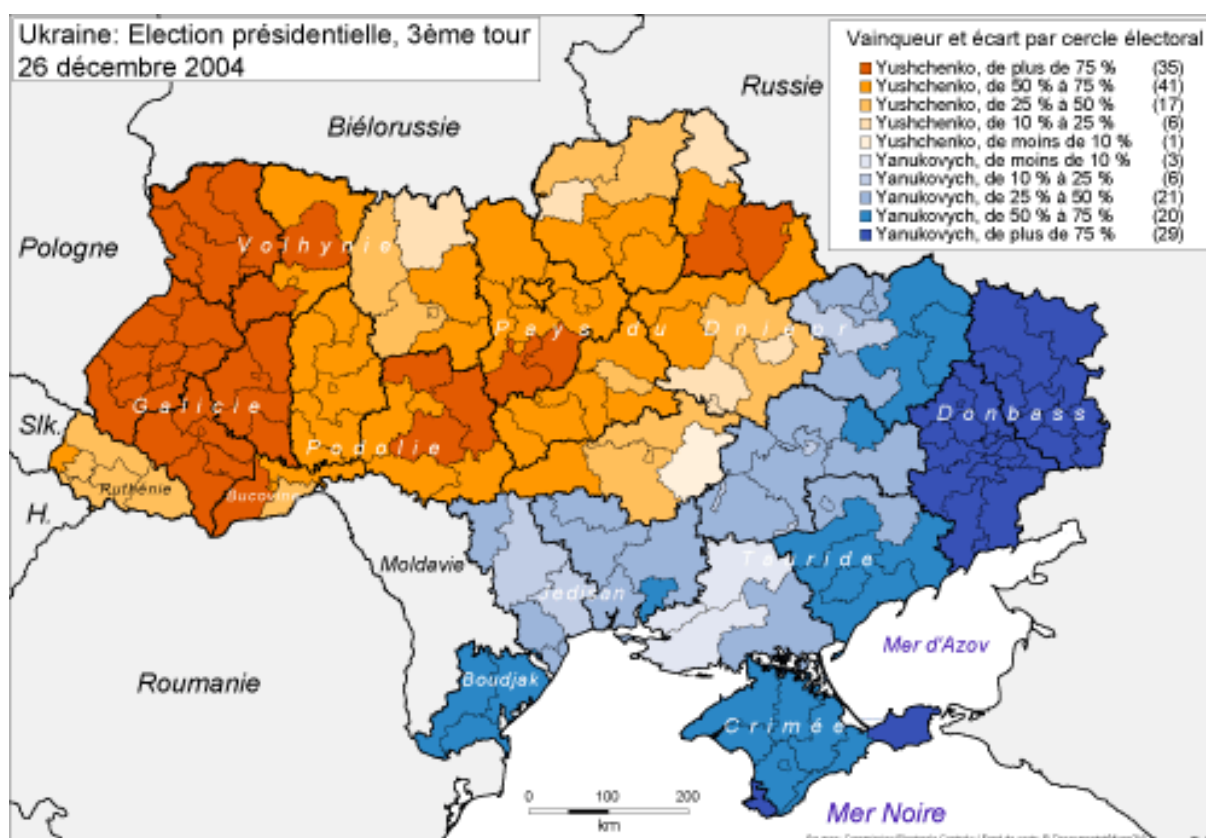 Ukraine: Election présidentielle, 3ème tour
26 décembre 2004
Vainqueur et écart par cercle électoral
Yushchenko, de plus de 75 % (35)
Yushchenko, de 50 % à 75 % (41)
Yushchenko, de 25 % à 50 % (17)
Yushchenko, de 10 % à 25 % (6)
Yushchenko, de moins de 10 % (1)
Yanukovych, de moins de 10 % (3)
Yanukovych, de 10 % à 25 % (6)
Yanukovych, de 25 % à 50 % (21)
Yanukovych, de 50 % à 75 % (20)
Yanukovych, de plus de 75 % (29)
Russie
Biélorussie
Pologne
Volhynie
Pays du Dniepr
Galicie
Donbass
Slk.
Podolie
Ruthénie
Bucovine
H.
Moldavie
Tauride
Jedisan
Mer d'Azov
Roumanie
Boudjak
Crimée
0 100 200
km
Mer Noire